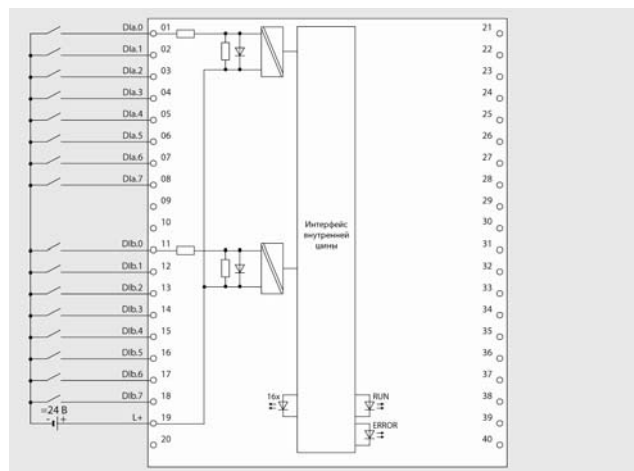 DIa.0 01 21
DIa.1 02 22
DIa.2 03 23
DIa.3 04 24
DIa.4 05 25
DIa.5 06 26
DIa.6 07 27
DIa.7 08 28
09 29
10 30
DIb.0 11 31
Интерфейс
внутренней
шины
DIb.1 12 32
DIb.2 13 33
DIb.3 14 34
DIb.4 15 35
DIb.5 16 36
DIb.6 17 37
DIb.7 18 16x RUN 38
=24 В
- + L+ 19 ERROR 39
20 40